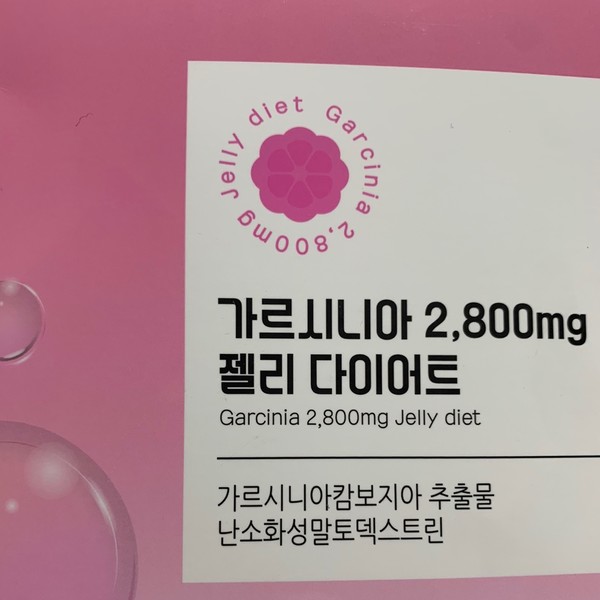 Jelly diet Garcinia 2,800mg
가르시니아 2,800mg
젤리 다이어트
Garcinia 2,800mg Jelly diet
가르시니아캄보지아 추출물
난소화성말토덱스트린